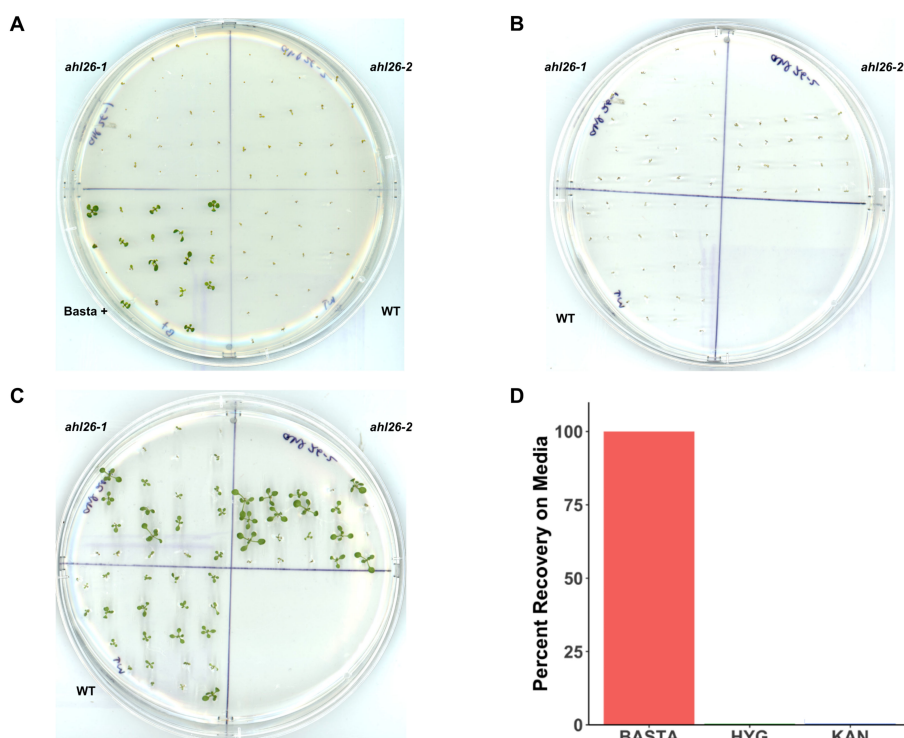 A
B
ahl26-1
ahl26-2
ahl26-1
ahl26-2
Basta +
WT
WT
C
D
ahl26-1
ahl26-2
WT
Percent Recovery on Media
100
75
50
25
0
BASTA
HYG
KAN